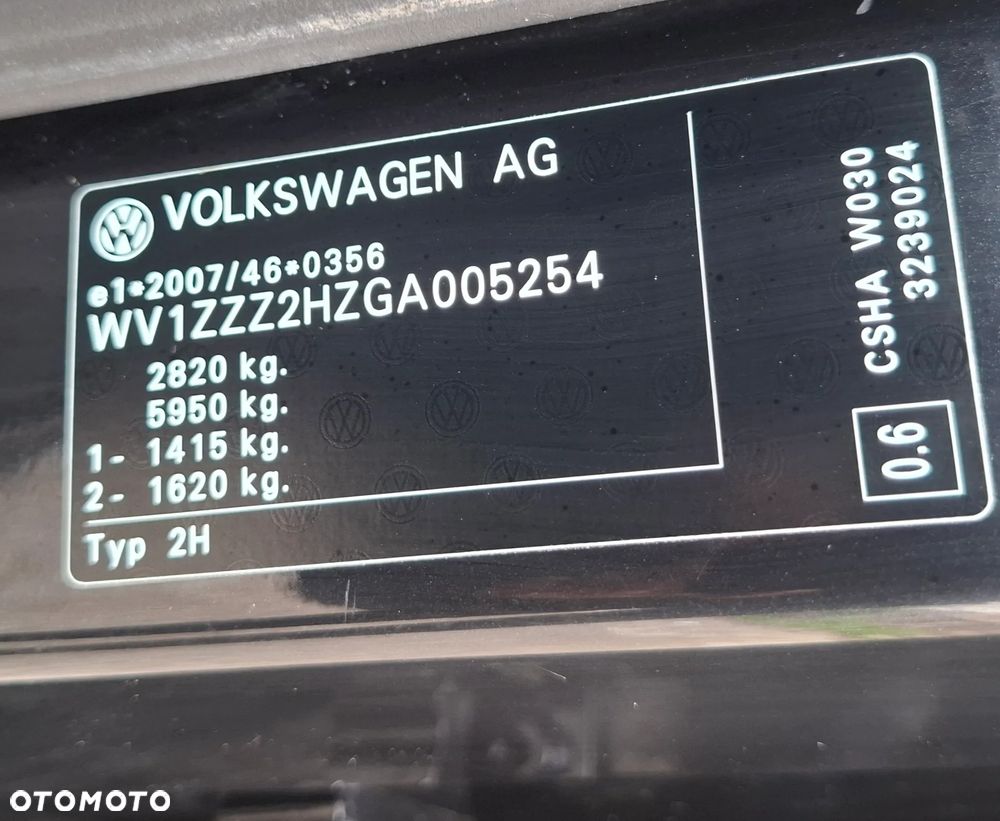 VOLKSWAGEN AG
e1*2007/46*0356
WV1ZZZ2HZGA005254
2820 kg.
5950 kg.
1- 1415 kg.
2- 1620 kg.
Typ 2H
CSHA W030
3239024
0.6
OTOMOTO